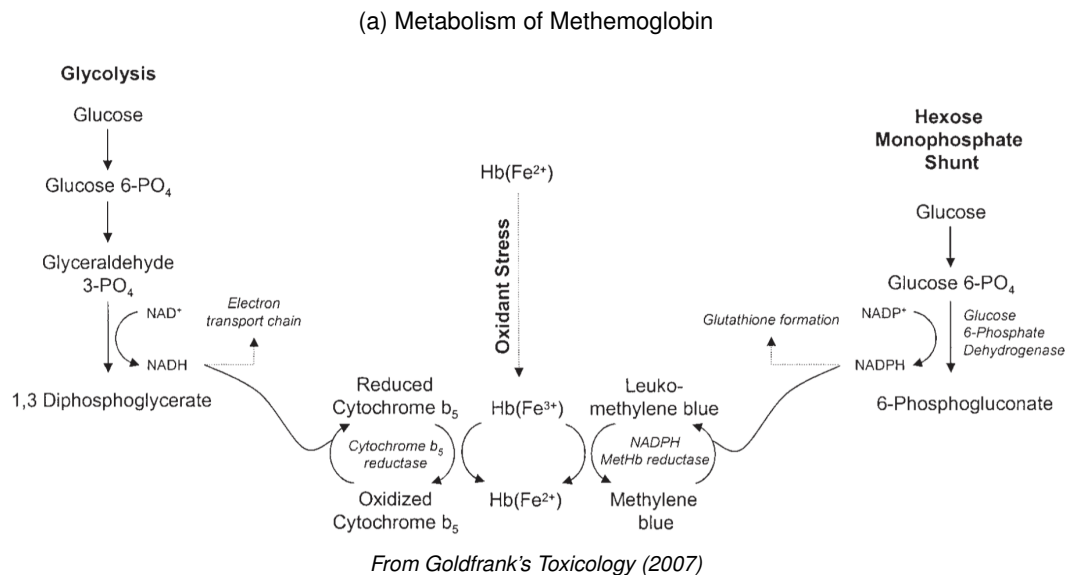 (a) Metabolism of Methemoglobin
Glycolysis
Glucose
Glucose 6-PO₄
Glyceraldehyde
3-PO₄
NAD⁺
NADH
Electron
transport chain
1,3 Diphosphoglycerate
Reduced
Cytochrome b₅
Cytochrome b₅
reductase
Oxidized
Cytochrome b₅
Hb(Fe²⁺)
Oxidant Stress
Hb(Fe³⁺)
Hb(Fe²⁺)
Leuko-
methylene blue
NADPH
MetHb reductase
Methylene
blue
Hexose
Monophosphate
Shunt
Glucose
Glucose 6-PO₄
NADP⁺
NADPH
Glucose
6-Phosphate
Dehydrogenase
Glutathione formation
6-Phosphogluconate
From Goldfrank's Toxicology (2007)